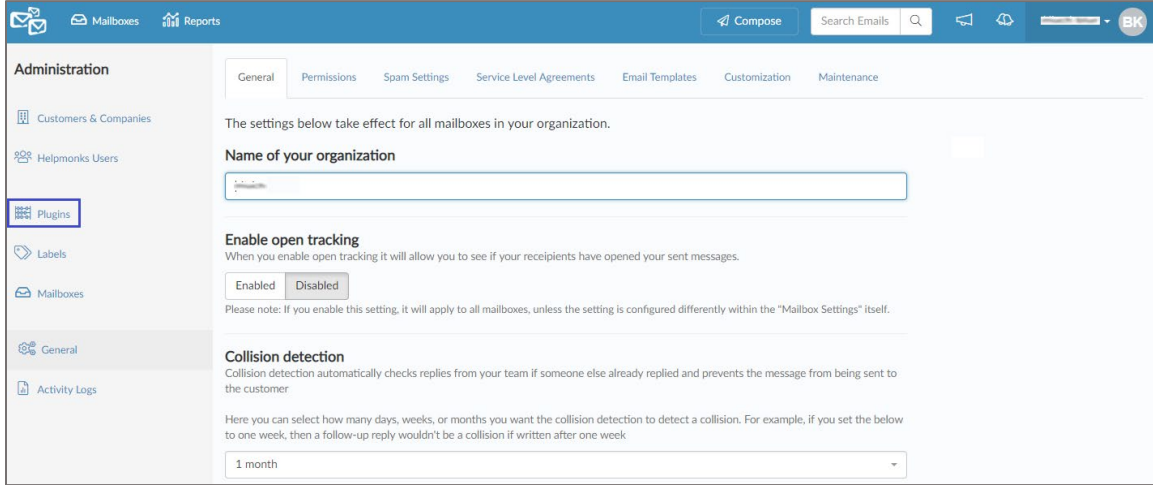 Mailboxes
Reports
Compose
Search Emails
BK
Administration
Customers & Companies
Helpmonks Users
Plugins
Labels
Mailboxes
General
Activity Logs
General
Permissions
Spam Settings
Service Level Agreements
Email Templates
Customization
Maintenance
The settings below take effect for all mailboxes in your organization.
Name of your organization
Enable open tracking
When you enable open tracking it will allow you to see if your receipients have opened your sent messages.
Enabled
Disabled
Please note: If you enable this setting, it will apply to all mailboxes, unless the setting is configured differently within the "Mailbox Settings" itself.
Collision detection
Collision detection automatically checks replies from your team if someone else already replied and prevents the message from being sent to
the customer
Here you can select how many days, weeks, or months you want the collision detection to detect a collision. For example, if you set the below
to one week, then a follow-up reply wouldn't be a collision if written after one week
1 month